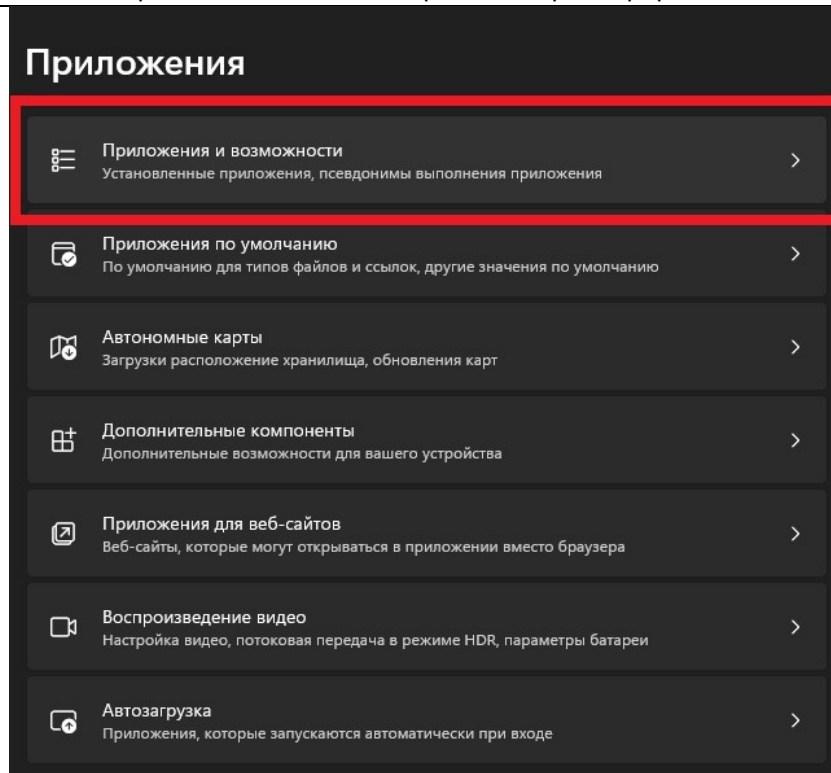 Приложения
Приложения и возможности
Установленные приложения, псевдонимы выполнения приложения
Приложения по умолчанию
По умолчанию для типов файлов и ссылок, другие значения по умолчанию
Автономные карты
Загрузки расположение хранилища, обновления карт
Дополнительные компоненты
Дополнительные возможности для вашего устройства
Приложения для веб-сайтов
Веб-сайты, которые могут открываться в приложении вместо браузера
Воспроизведение видео
Настройка видео, потоковая передача в режиме HDR, параметры батареи
Автозагрузка
Приложения, которые запускаются автоматически при входе